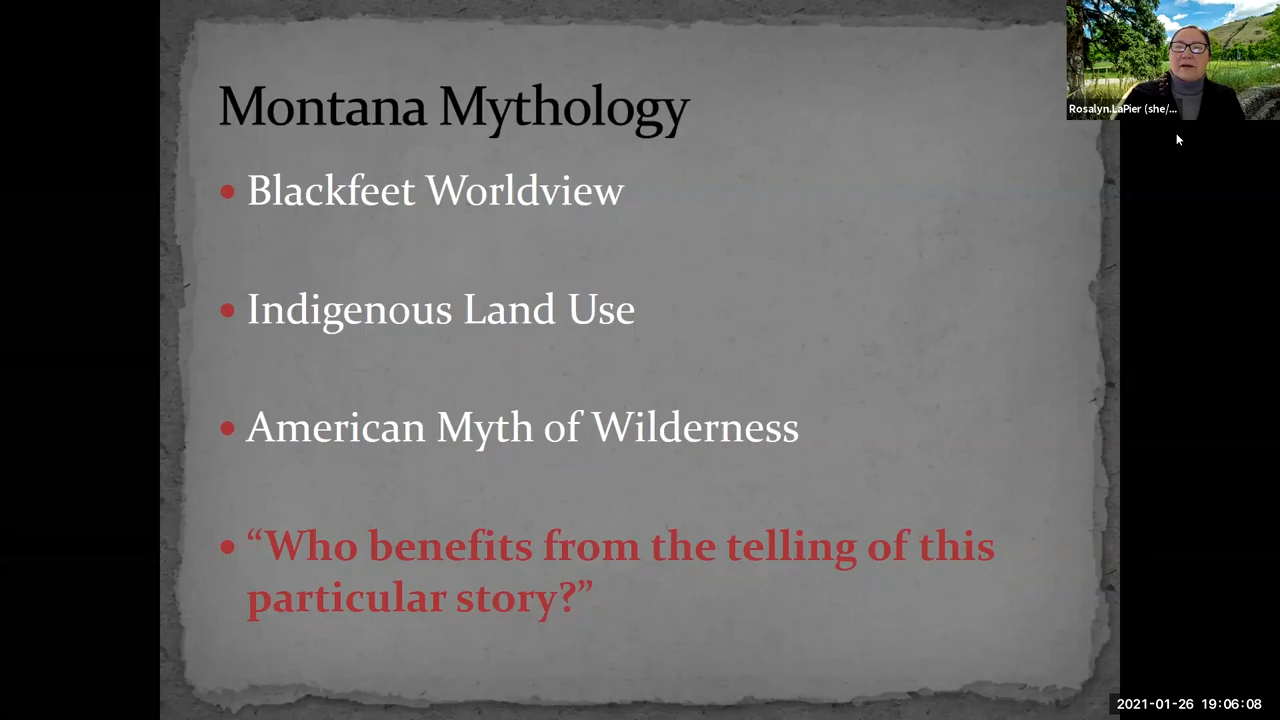 Montana Mythology
• Blackfeet Worldview
• Indigenous Land Use
• American Myth of Wilderness
• “Who benefits from the telling of this
particular story?”
Rosalyn.LaPier (she/...
2021-01-26 19:06:08